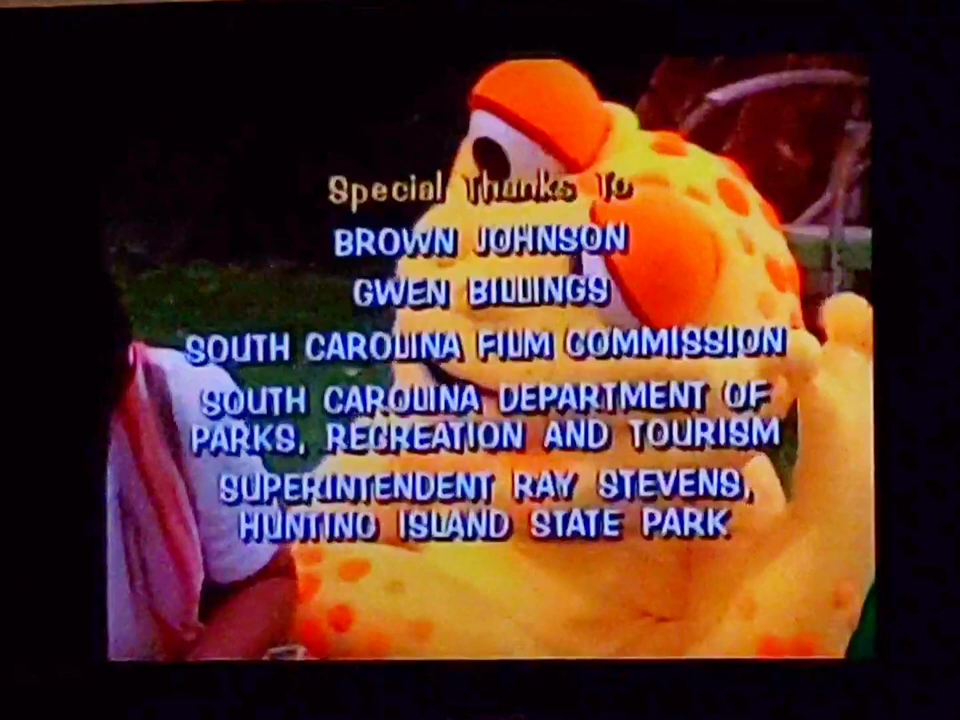 Special Thanks To
BROWN JOHNSON
GWEN BILLINGS
SOUTH CAROLINA FILM COMMISSION
SOUTH CAROLINA DEPARTMENT OF
PARKS, RECREATION AND TOURISM
SUPERINTENDENT RAY STEVENS,
HUNTING ISLAND STATE PARK